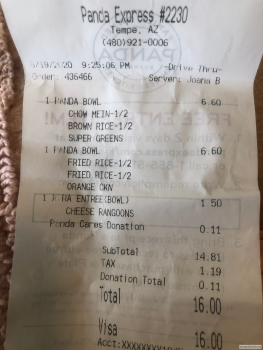 Panda Express #2230
Tempe, AZ
(480)921-0006
5/19/2020 9:25:06 PM -Drive Thru-
Order: 436466 Server: Joana B
1 PANDA BOWL 6.60
CHOW MEIN-1/2
BROWN RICE-1/2
SUPER GREENS
1 PANDA BOWL 6.60
FRIED RICE-1/2
FRIED RICE-1/2
ORANGE CKN
1 XTRA ENTREE(BOWL) 1.50
CHEESE RANGOONS
Panda Cares Donation 0.11
SubTotal 14.81
TAX 1.19
Donation Total 0.11
Total 16.00
Visa 16.00